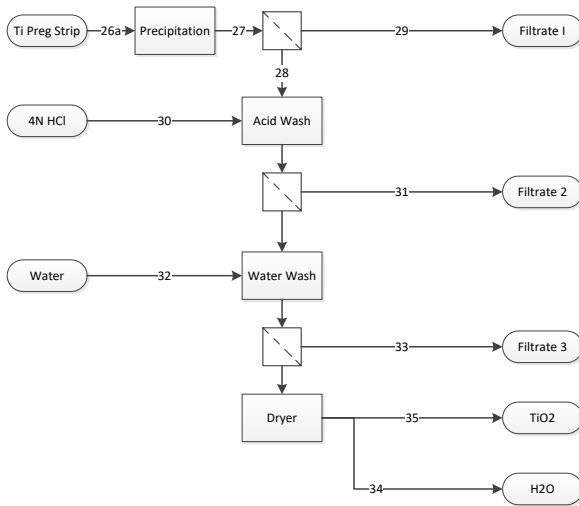 Ti Preg Strip
26a
Precipitation
27
29
Filtrate I
28
4N HCl
30
Acid Wash
31
Filtrate 2
Water
32
Water Wash
33
Filtrate 3
Dryer
35
TiO2
34
H2O